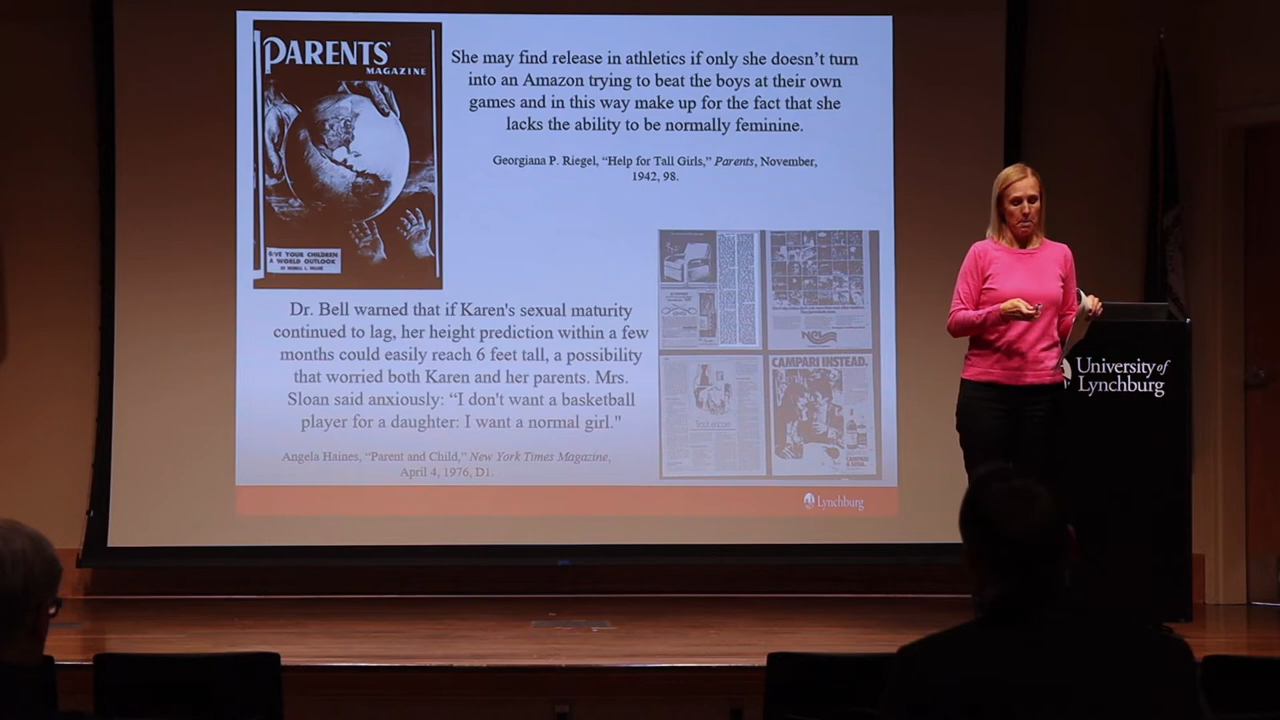 PARENTS'
MAGAZINE
GIVE YOUR CHILDREN
A WORLD OUTLOOK
She may find release in athletics if only she doesn't turn
into an Amazon trying to beat the boys at their own
games and in this way make up for the fact that she
lacks the ability to be normally feminine.
Georgiana P. Riegel, “Help for Tall Girls,” Parents, November,
1942, 98.
Dr. Bell warned that if Karen's sexual maturity
continued to lag, her height prediction within a few
months could easily reach 6 feet tall, a possibility
that worried both Karen and her parents. Mrs.
Sloan said anxiously: “I don't want a basketball
player for a daughter: I want a normal girl."
Angela Haines, “Parent and Child,” New York Times Magazine,
April 4, 1976, D1.
CAMPARI INSTEAD.
Lynchburg
University of
Lynchburg